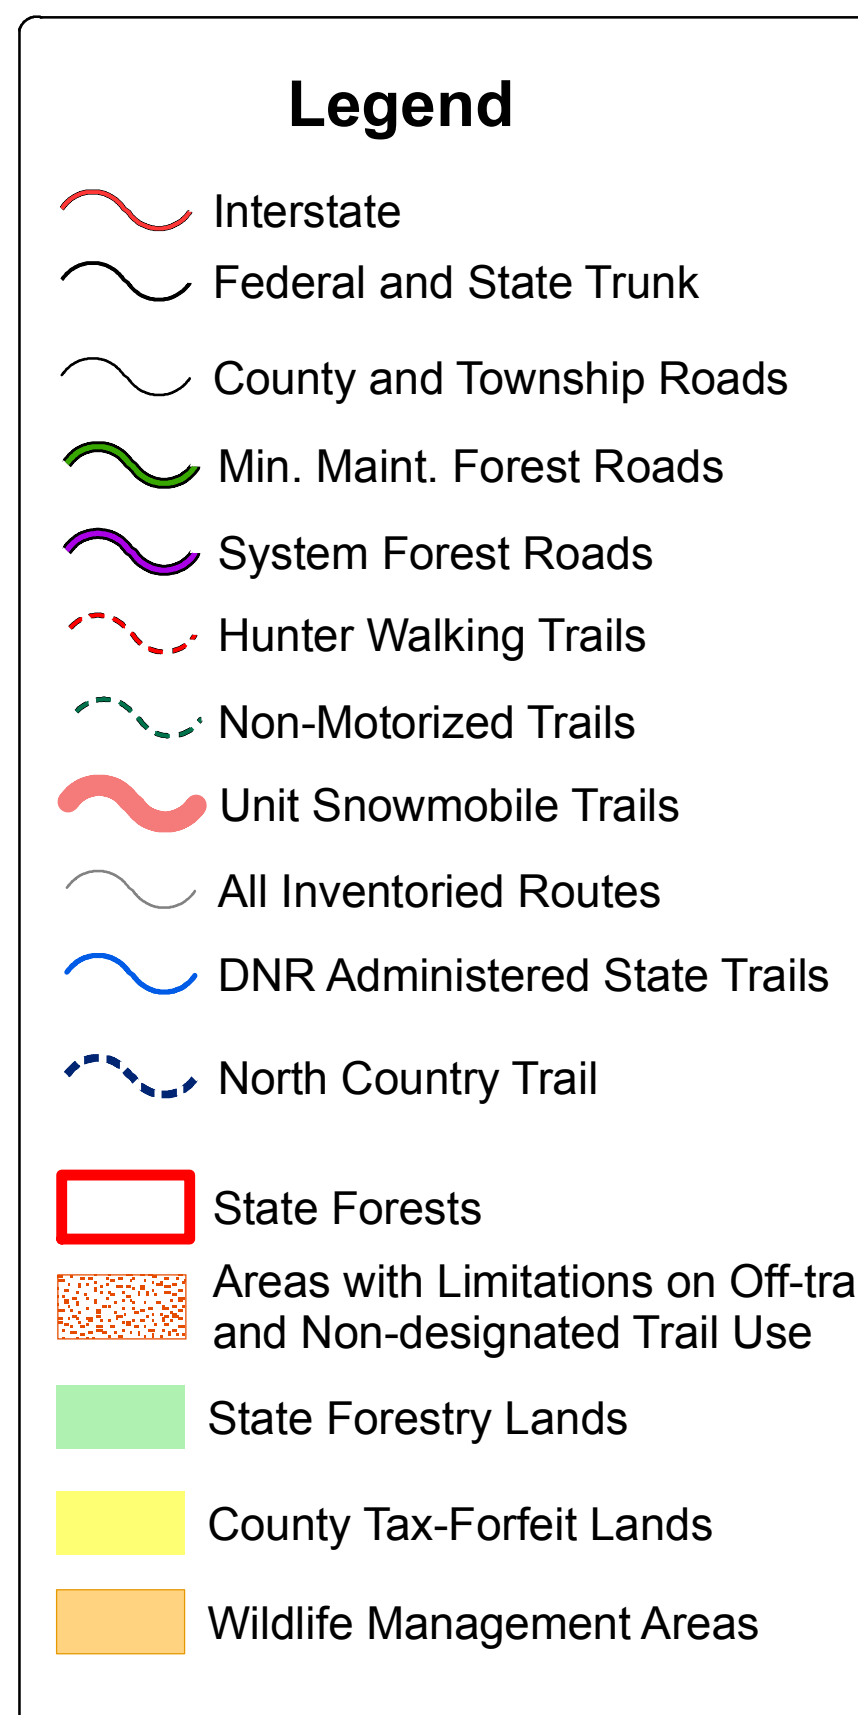 Legend
Interstate
Federal and State Trunk
County and Township Roads
Min. Maint. Forest Roads
System Forest Roads
Hunter Walking Trails
Non-Motorized Trails
Unit Snowmobile Trails
All Inventoried Routes
DNR Administered State Trails
North Country Trail
State Forests
Areas with Limitations on Off-tra
and Non-designated Trail Use
State Forestry Lands
County Tax-Forfeit Lands
Wildlife Management Areas